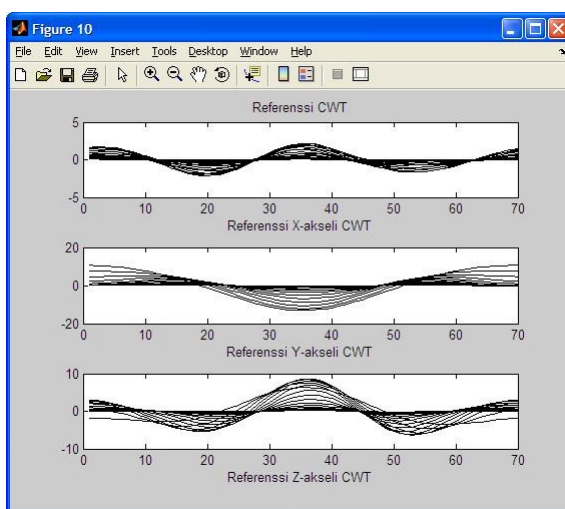 Figure 10
File Edit View Insert Tools Desktop Window Help
Referenssi CWT
5
0
-5
0 10 20 30 40 50 60 70
Referenssi X-akseli CWT
20
0
-20
0 10 20 30 40 50 60 70
Referenssi Y-akseli CWT
10
0
-10
0 10 20 30 40 50 60 70
Referenssi Z-akseli CWT